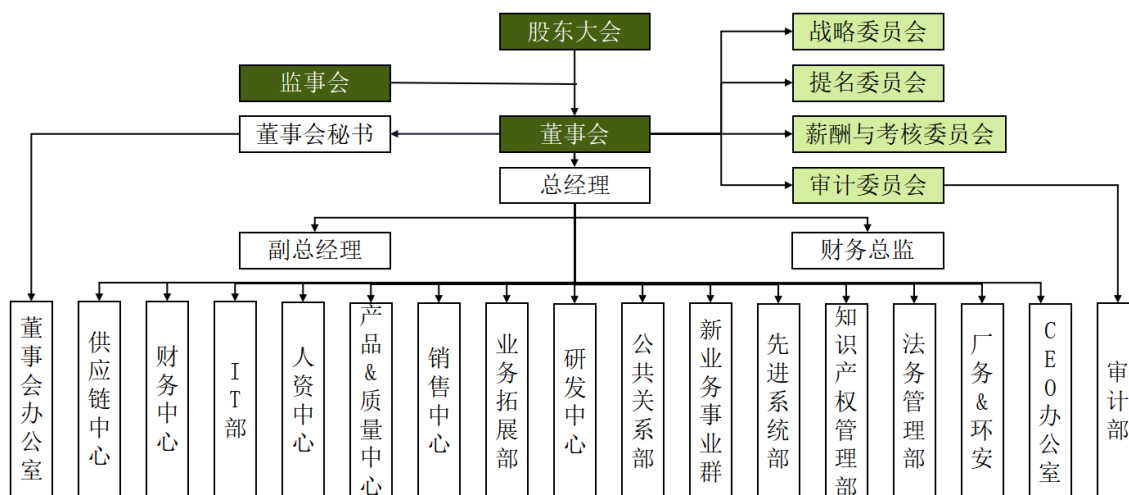 股东大会
战略委员会
监事会
提名委员会
董事会秘书
董事会
薪酬与考核委员会
总经理
审计委员会
副总经理
财务总监
董事会办公室
供应链中心
财务中心
IT部
人资中心
产品&质量中心
销售中心
业务拓展部
研发中心
公共关系部
新业务事业群
先进系统部
知识产权管理部
法务管理部
厂务&环安
CEO办公室
审计部